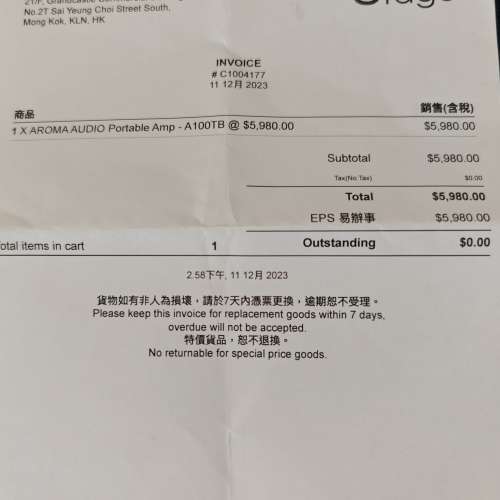 No.2T Sai Yeung Choi Street South,
Mong Kok, KLN, HK
INVOICE
# C1004177
11 12月 2023
商品 銷售(含稅)
1 X AROMA AUDIO Portable Amp - A100TB @ $5,980.00 $5,980.00
Subtotal $5,980.00
Tax(No Tax) $0.00
Total $5,980.00
EPS 易辦事 $5,980.00
otal items in cart 1 Outstanding $0.00
2:58下午, 11 12月 2023
貨物如有非人為損壞，請於7天內憑票更換，逾期恕不受理。
Please keep this invoice for replacement goods within 7 days,
overdue will not be accepted.
特價貨品，恕不退換。
No returnable for special price goods.